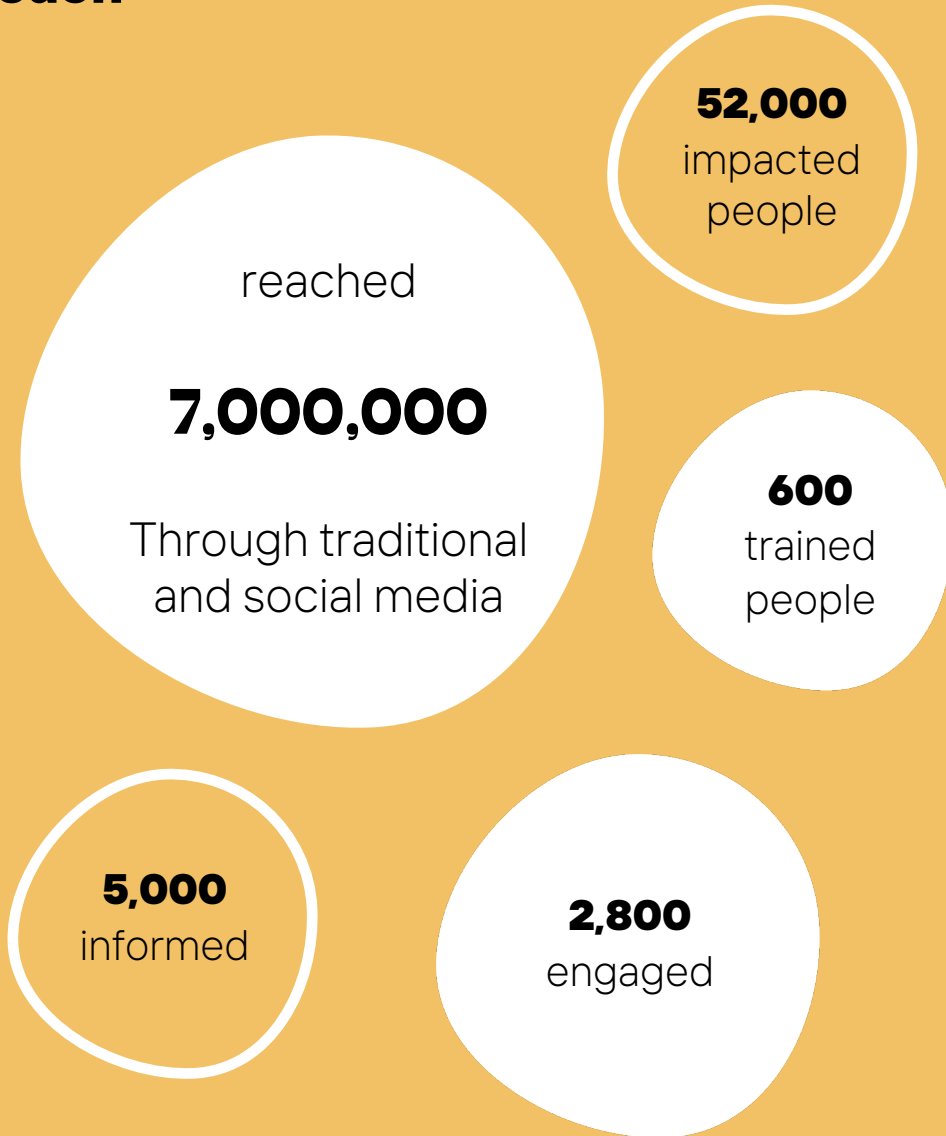 52,000
impacted
people
reached
7,000,000
Through traditional
and social media
600
trained
people
5,000
informed
2,800
engaged